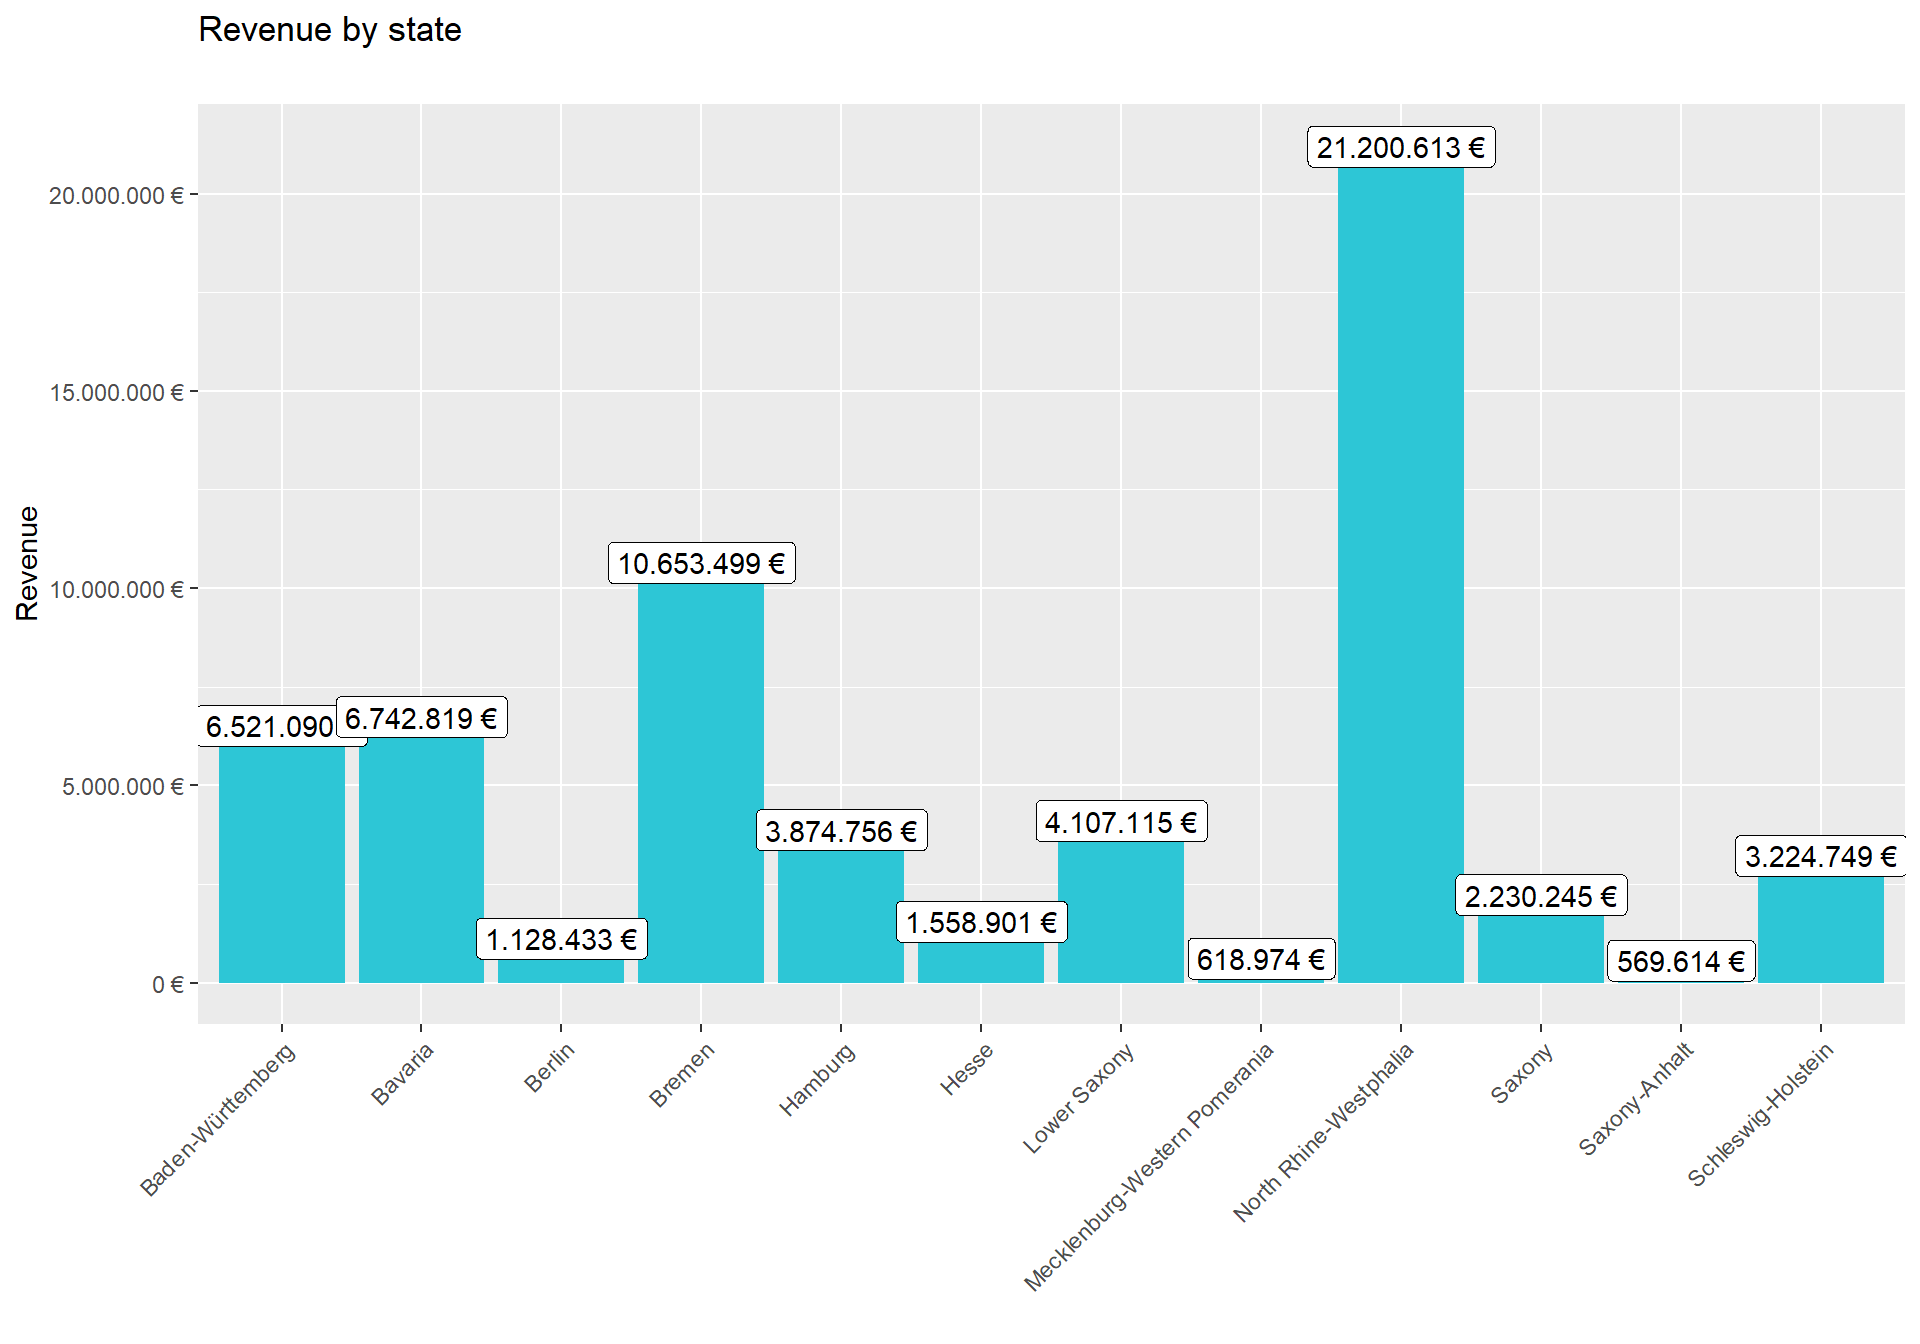 Revenue by state
Revenue
20.000.000 €
15.000.000 €
10.000.000 €
5.000.000 €
0 €
6.521.090
6.742.819 €
1.128.433 €
10.653.499 €
3.874.756 €
1.558.901 €
4.107.115 €
618.974 €
21.200.613 €
2.230.245 €
569.614 €
3.224.749 €
Baden-Württemberg
Bavaria
Berlin
Bremen
Hamburg
Hesse
Lower Saxony
Mecklenburg-Western Pomerania
North Rhine-Westphalia
Saxony
Saxony-Anhalt
Schleswig-Holstein